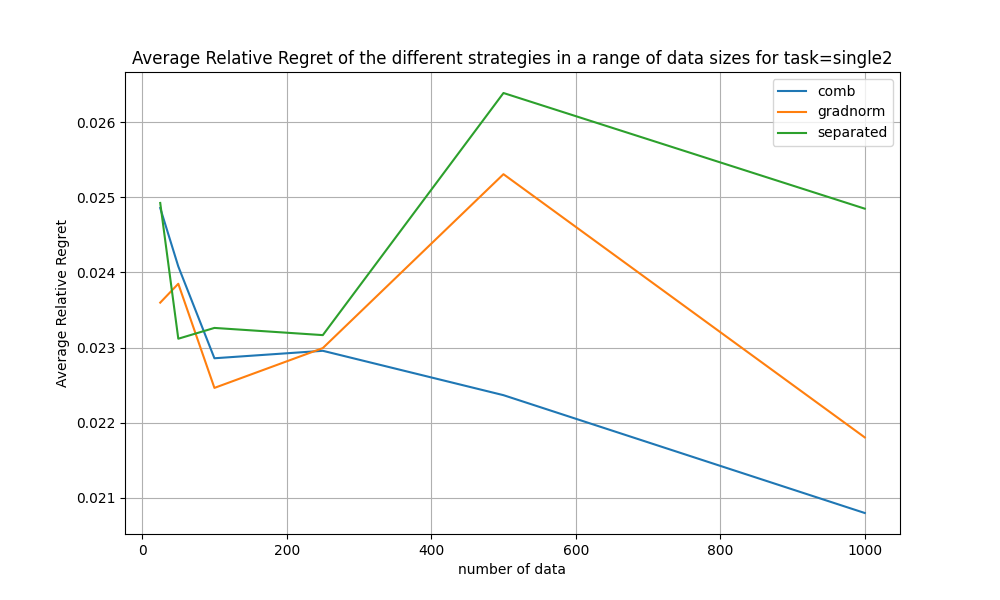 Average Relative Regret of the different strategies in a range of data sizes for task=single2
comb
gradnorm
separated
Average Relative Regret
0.026
0.025
0.024
0.023
0.022
0.021
0
200
400
600
800
1000
number of data